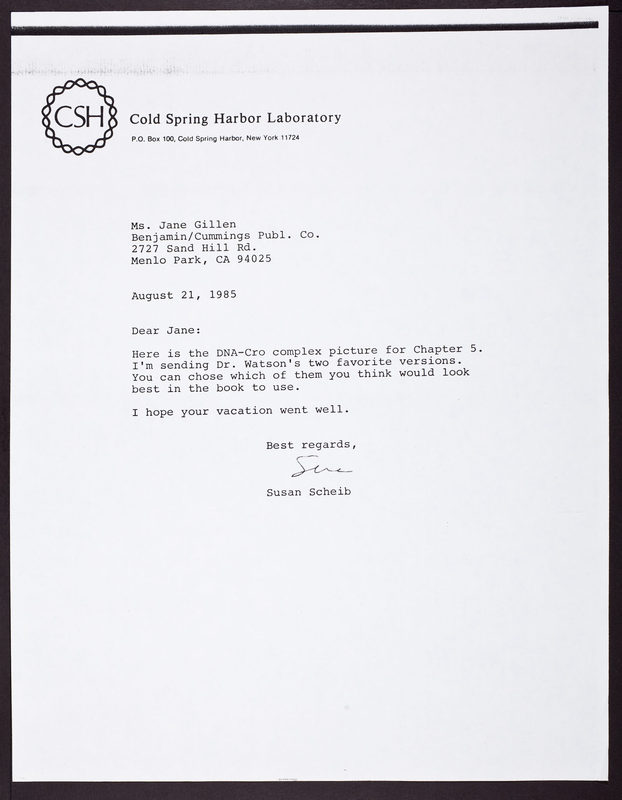 CSH
Cold Spring Harbor Laboratory
P.O. Box 100, Cold Spring Harbor, New York 11724
Ms. Jane Gillen
Benjamin/Cummings Publ. Co.
2727 Sand Hill Rd.
Menlo Park, CA 94025
August 21, 1985
Dear Jane:
Here is the DNA-Cro complex picture for Chapter 5.
I'm sending Dr. Watson's two favorite versions.
You can chose which of them you think would look
best in the book to use.
I hope your vacation went well.
Best regards,
Sue
Susan Scheib